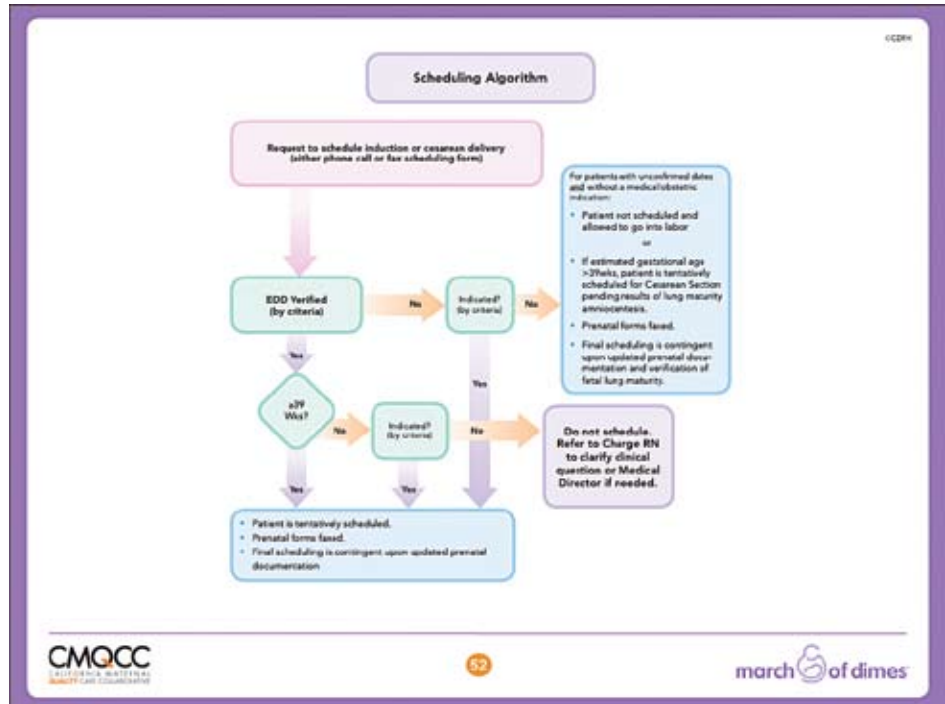 Scheduling Algorithm
Request to schedule induction or cesarean delivery
(either phone call or fax scheduling form)
For patients with unconfirmed dates
and without a medical/obstetric
indication:
• Patient not scheduled and
allowed to go into labor
or
• If estimated gestational age
>39wks, patient is tentatively
scheduled for Cesarean Section
pending results of lung maturity
amniocentesis.
• Prenatal forms faxed.
• Final scheduling is contingent
upon updated prenatal docu-
mentation and verification of
fetal lung maturity.
EDD Verified
(by criteria)
No
Indicated?
(by criteria)
No
Yes
Yes
≥39
Wks?
No
Indicated?
(by criteria)
No
Do not schedule.
Refer to Charge RN
to clarify clinical
question or Medical
Director if needed.
Yes
Yes
• Patient is tentatively scheduled.
• Prenatal forms faxed.
• Final scheduling is contingent upon updated prenatal
documentation
CMQCC
CALIFORNIA MATERNAL
QUALITY CARE COLLABORATIVE
52
march of dimes